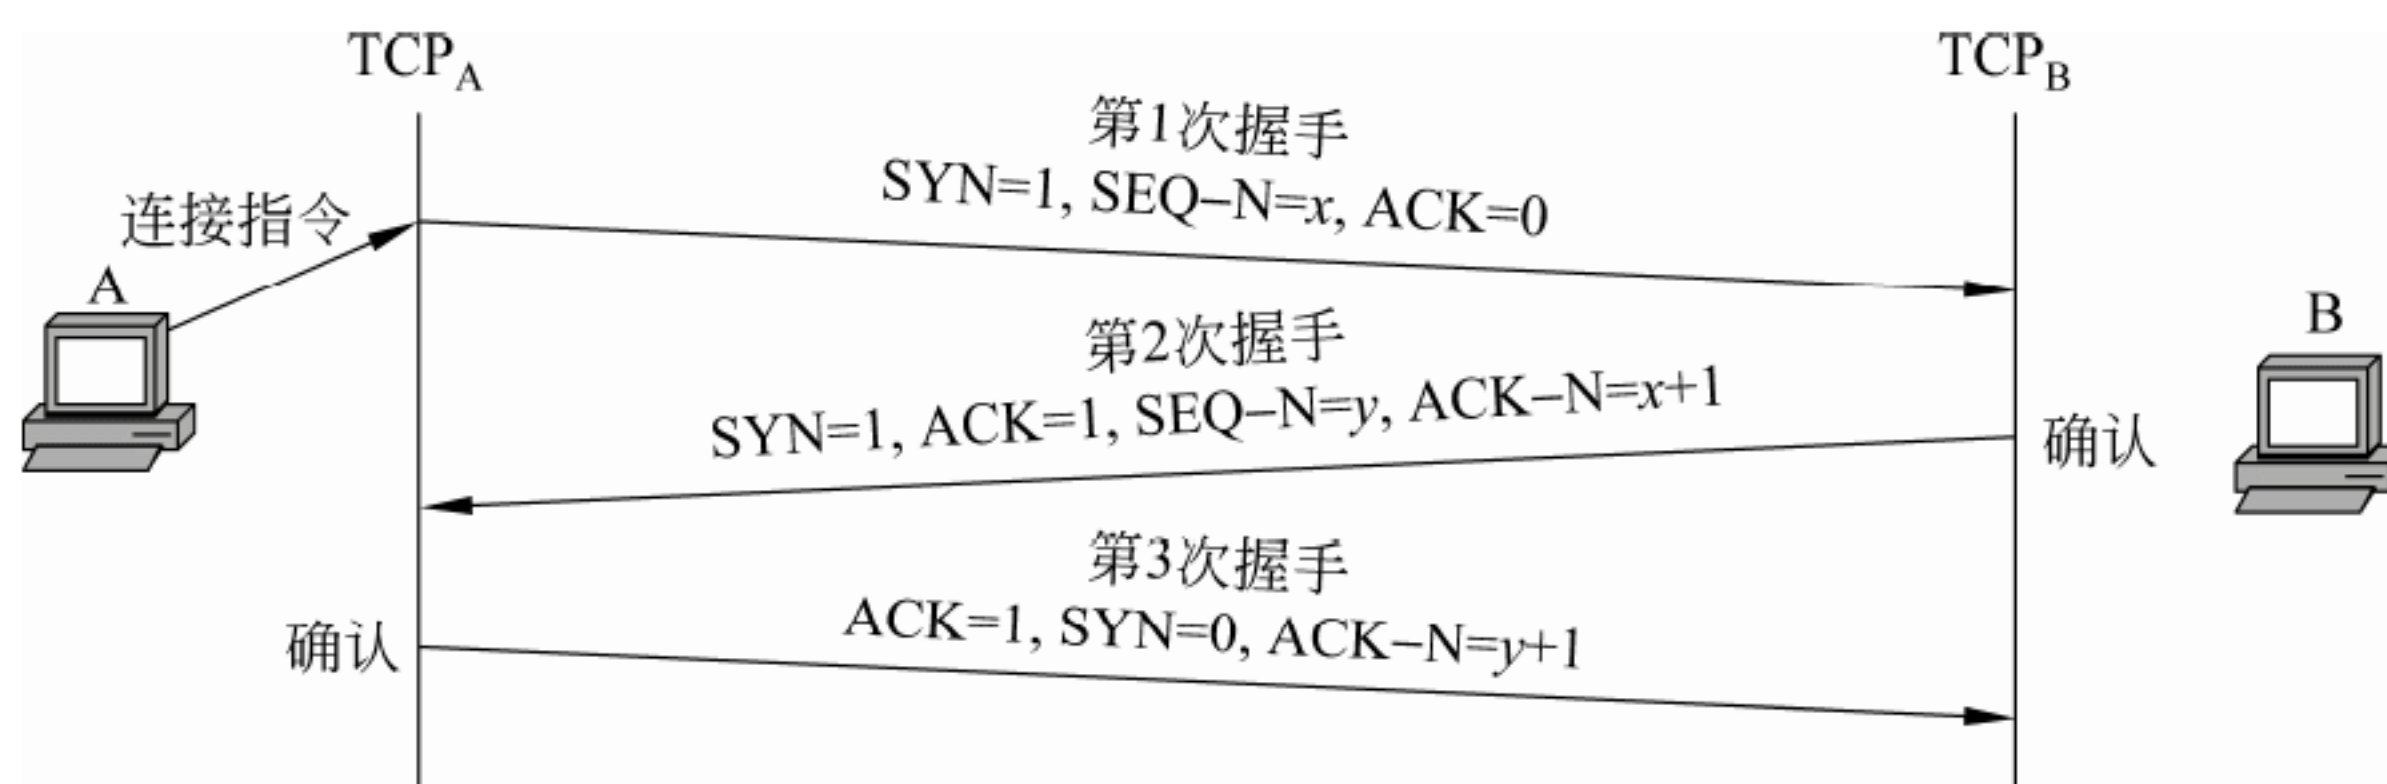 TCP_A
TCP_B
第1次握手
SYN=1, SEQ–N=x, ACK=0
连接指令
A
第2次握手
SYN=1, ACK=1, SEQ–N=y, ACK–N=x+1
B
确认
第3次握手
ACK=1, SYN=0, ACK–N=y+1
确认